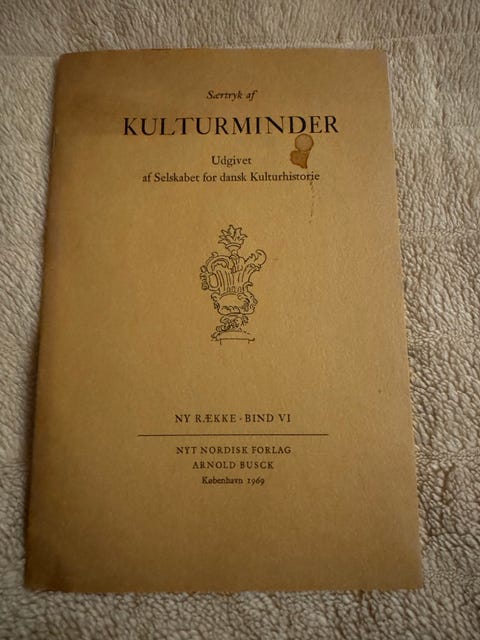 Særtryk af
KULTURMINDER
Udgivet
af Selskabet for dansk Kulturhistorie
NY RÆKKE · BIND VI
NYT NORDISK FORLAG
ARNOLD BUSCK
København 1969